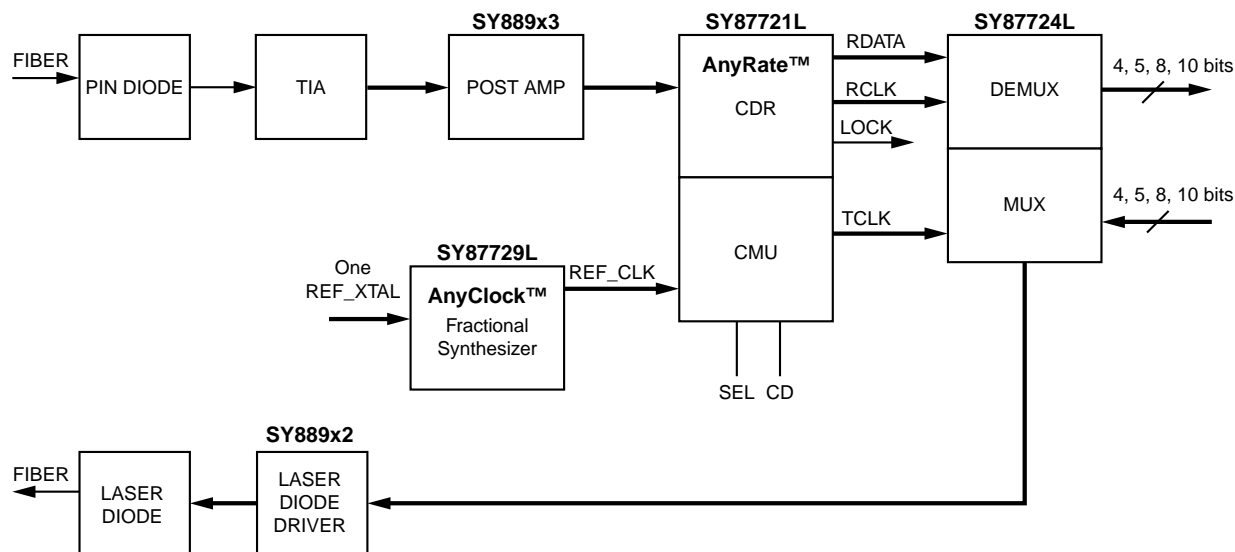 SY889x3
SY87721L
SY87724L
FIBER
PIN DIODE
TIA
POST AMP
AnyRate™
CDR
RDATA
RCLK
LOCK
DEMUX
4, 5, 8, 10 bits
MUX
4, 5, 8, 10 bits
TCLK
CMU
SY87729L
One
REF_XTAL
AnyClock™
Fractional
Synthesizer
REF_CLK
SEL
CD
SY889x2
FIBER
LASER
DIODE
LASER
DIODE
DRIVER